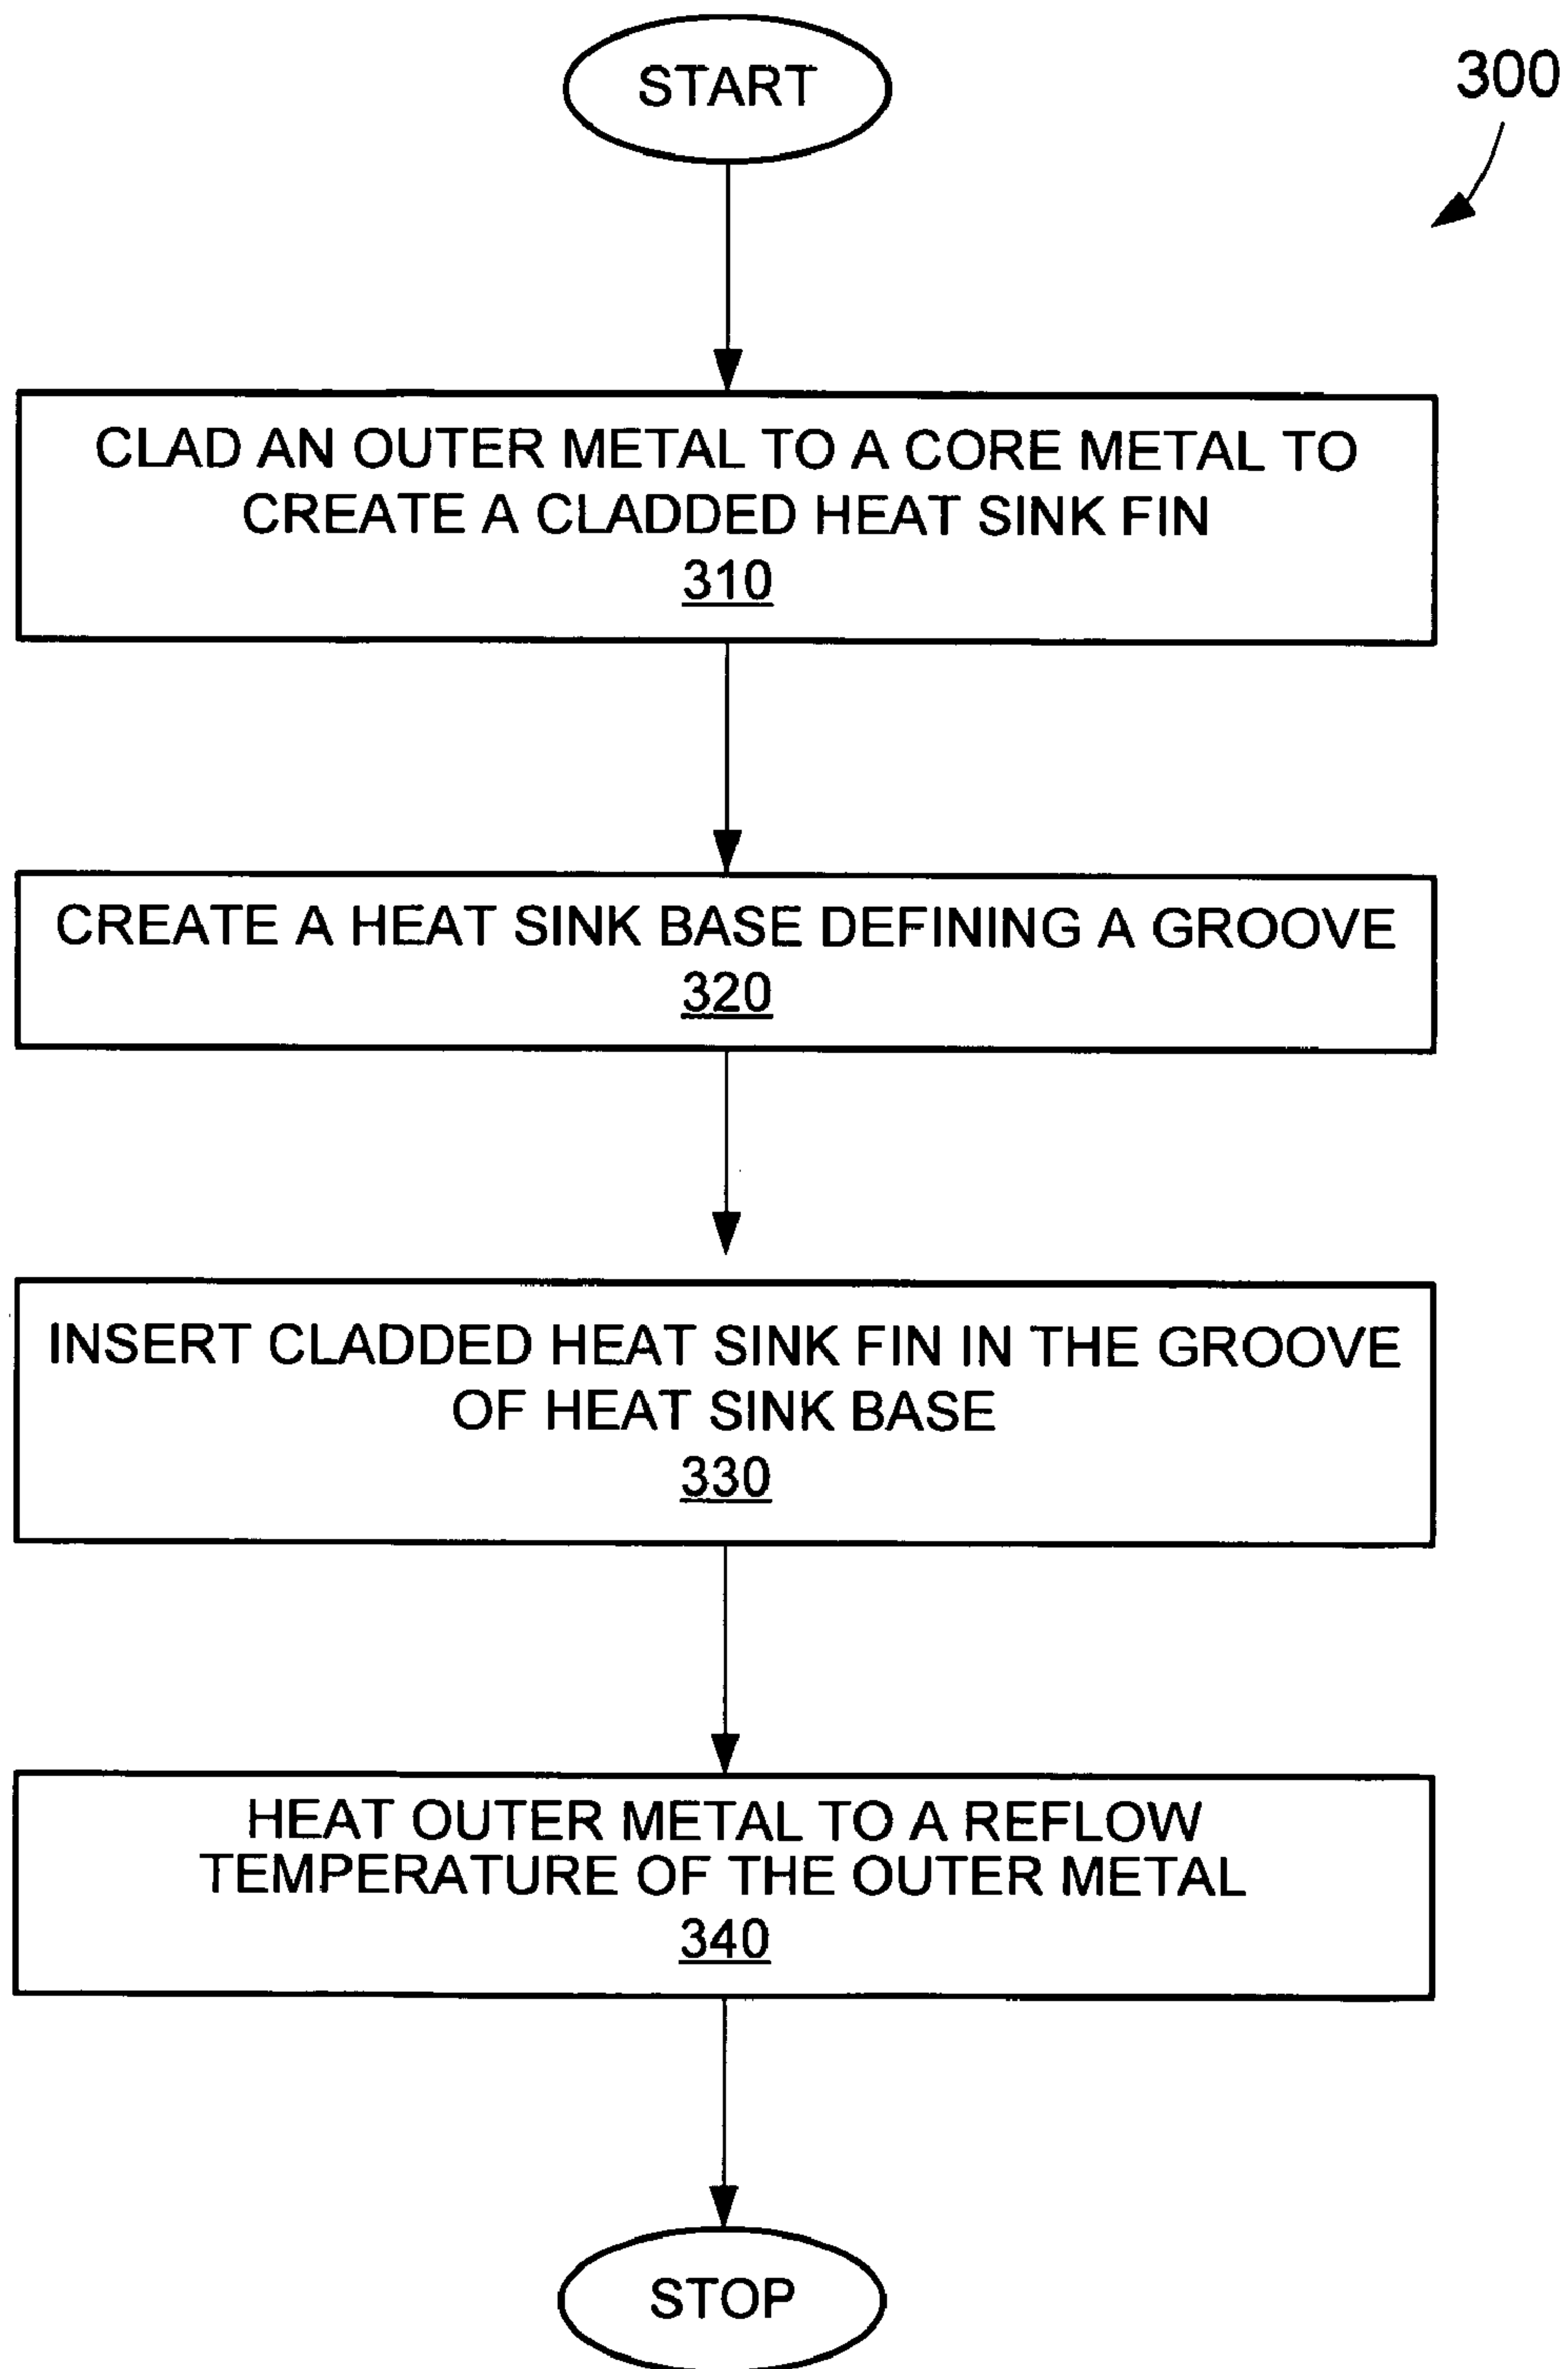 START
300
CLAD AN OUTER METAL TO A CORE METAL TO
CREATE A CLADDED HEAT SINK FIN
310
CREATE A HEAT SINK BASE DEFINING A GROOVE
320
INSERT CLADDED HEAT SINK FIN IN THE GROOVE
OF HEAT SINK BASE
330
HEAT OUTER METAL TO A REFLOW
TEMPERATURE OF THE OUTER METAL
340
STOP